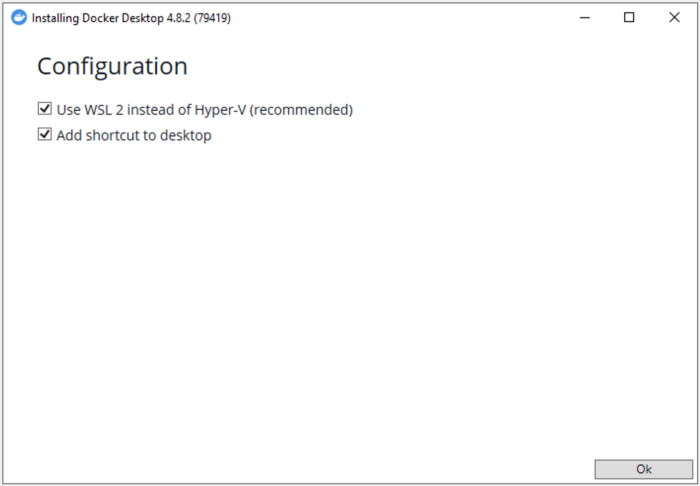 Installing Docker Desktop 4.8.2 (79419)
Configuration
Use WSL 2 instead of Hyper-V (recommended)
Add shortcut to desktop
Ok